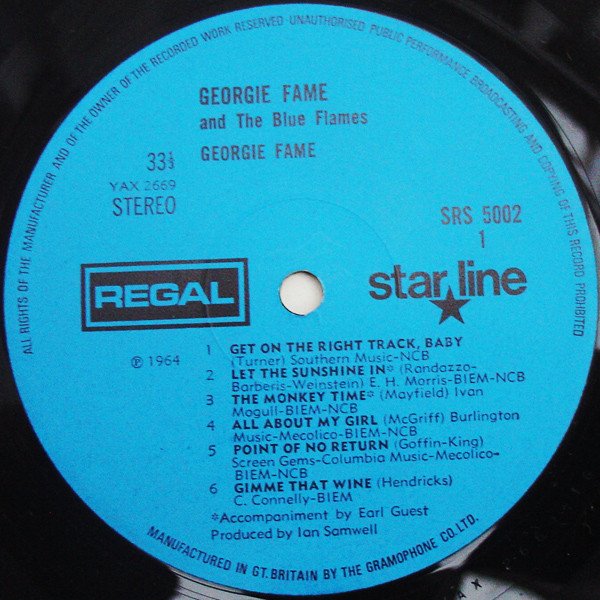 ALL RIGHTS OF THE MANUFACTURER AND OF THE OWNER OF THE RECORDED WORK RESERVED UNAUTHORISED PUBLIC PERFORMANCE BROADCASTING AND COPYING OF THIS RECORD PROHIBITED
GEORGIE FAME
and The Blue Flames
33⅓
GEORGIE FAME
YAX 2669
STEREO
SRS 5002
1
REGAL
star★line
℗ 1964
1 GET ON THE RIGHT TRACK, BABY
(Turner) Southern Music-NCB
2 LET THE SUNSHINE IN* (Randazzo-
Barberis-Weinstein) E. H. Morris-BIEM-NCB
3 THE MONKEY TIME* (Mayfield) Ivan
Mogull-BIEM-NCB
4 ALL ABOUT MY GIRL (McGriff) Burlington
Music-Mecolico-BIEM-NCB
5 POINT OF NO RETURN (Goffin-King)
Screen Gems-Columbia Music-Mecolico-
BIEM-NCB
6 GIMME THAT WINE (Hendricks)
C. Connelly-BIEM
*Accompaniment by Earl Guest
Produced by Ian Samwell
MANUFACTURED IN GT. BRITAIN BY THE GRAMOPHONE CO. LTD.